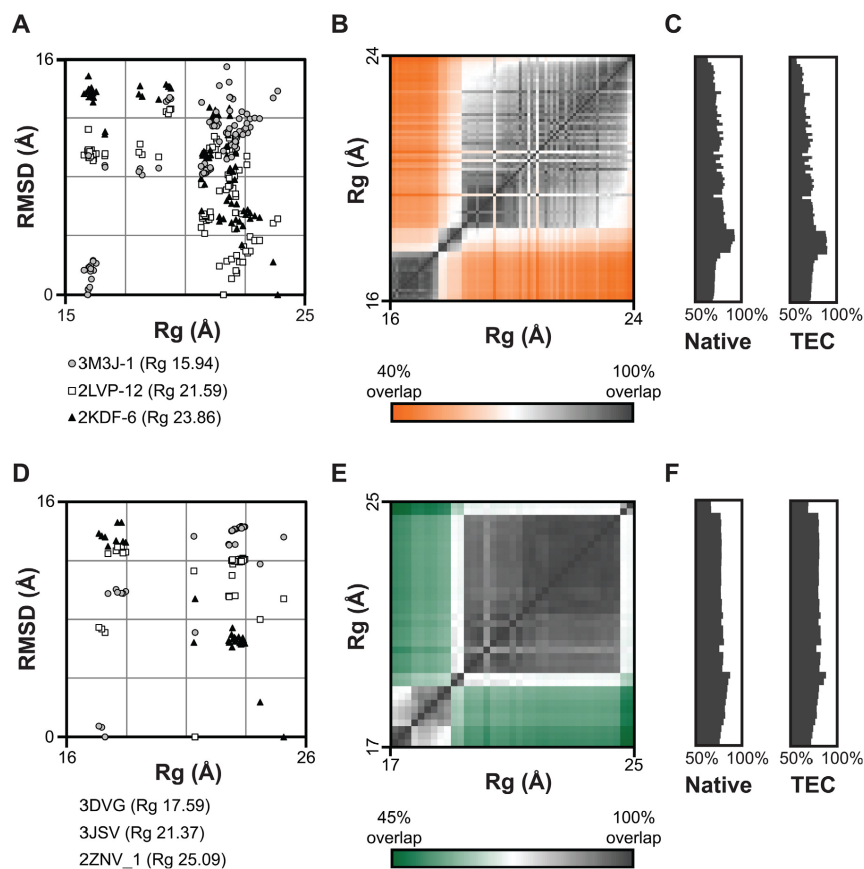 A
B
C
16
RMSD (Å)
0
15
25
Rg (Å)
3M3J-1 (Rg 15.94)
2LVP-12 (Rg 21.59)
2KDF-6 (Rg 23.86)
24
Rg (Å)
16
16
24
Rg (Å)
40%
overlap
100%
overlap
50% 100%
Native
50% 100%
TEC
D
E
F
16
RMSD (Å)
0
16
26
Rg (Å)
3DVG (Rg 17.59)
3JSV (Rg 21.37)
2ZNV_1 (Rg 25.09)
25
Rg (Å)
17
17
25
Rg (Å)
45%
overlap
100%
overlap
50% 100%
Native
50% 100%
TEC